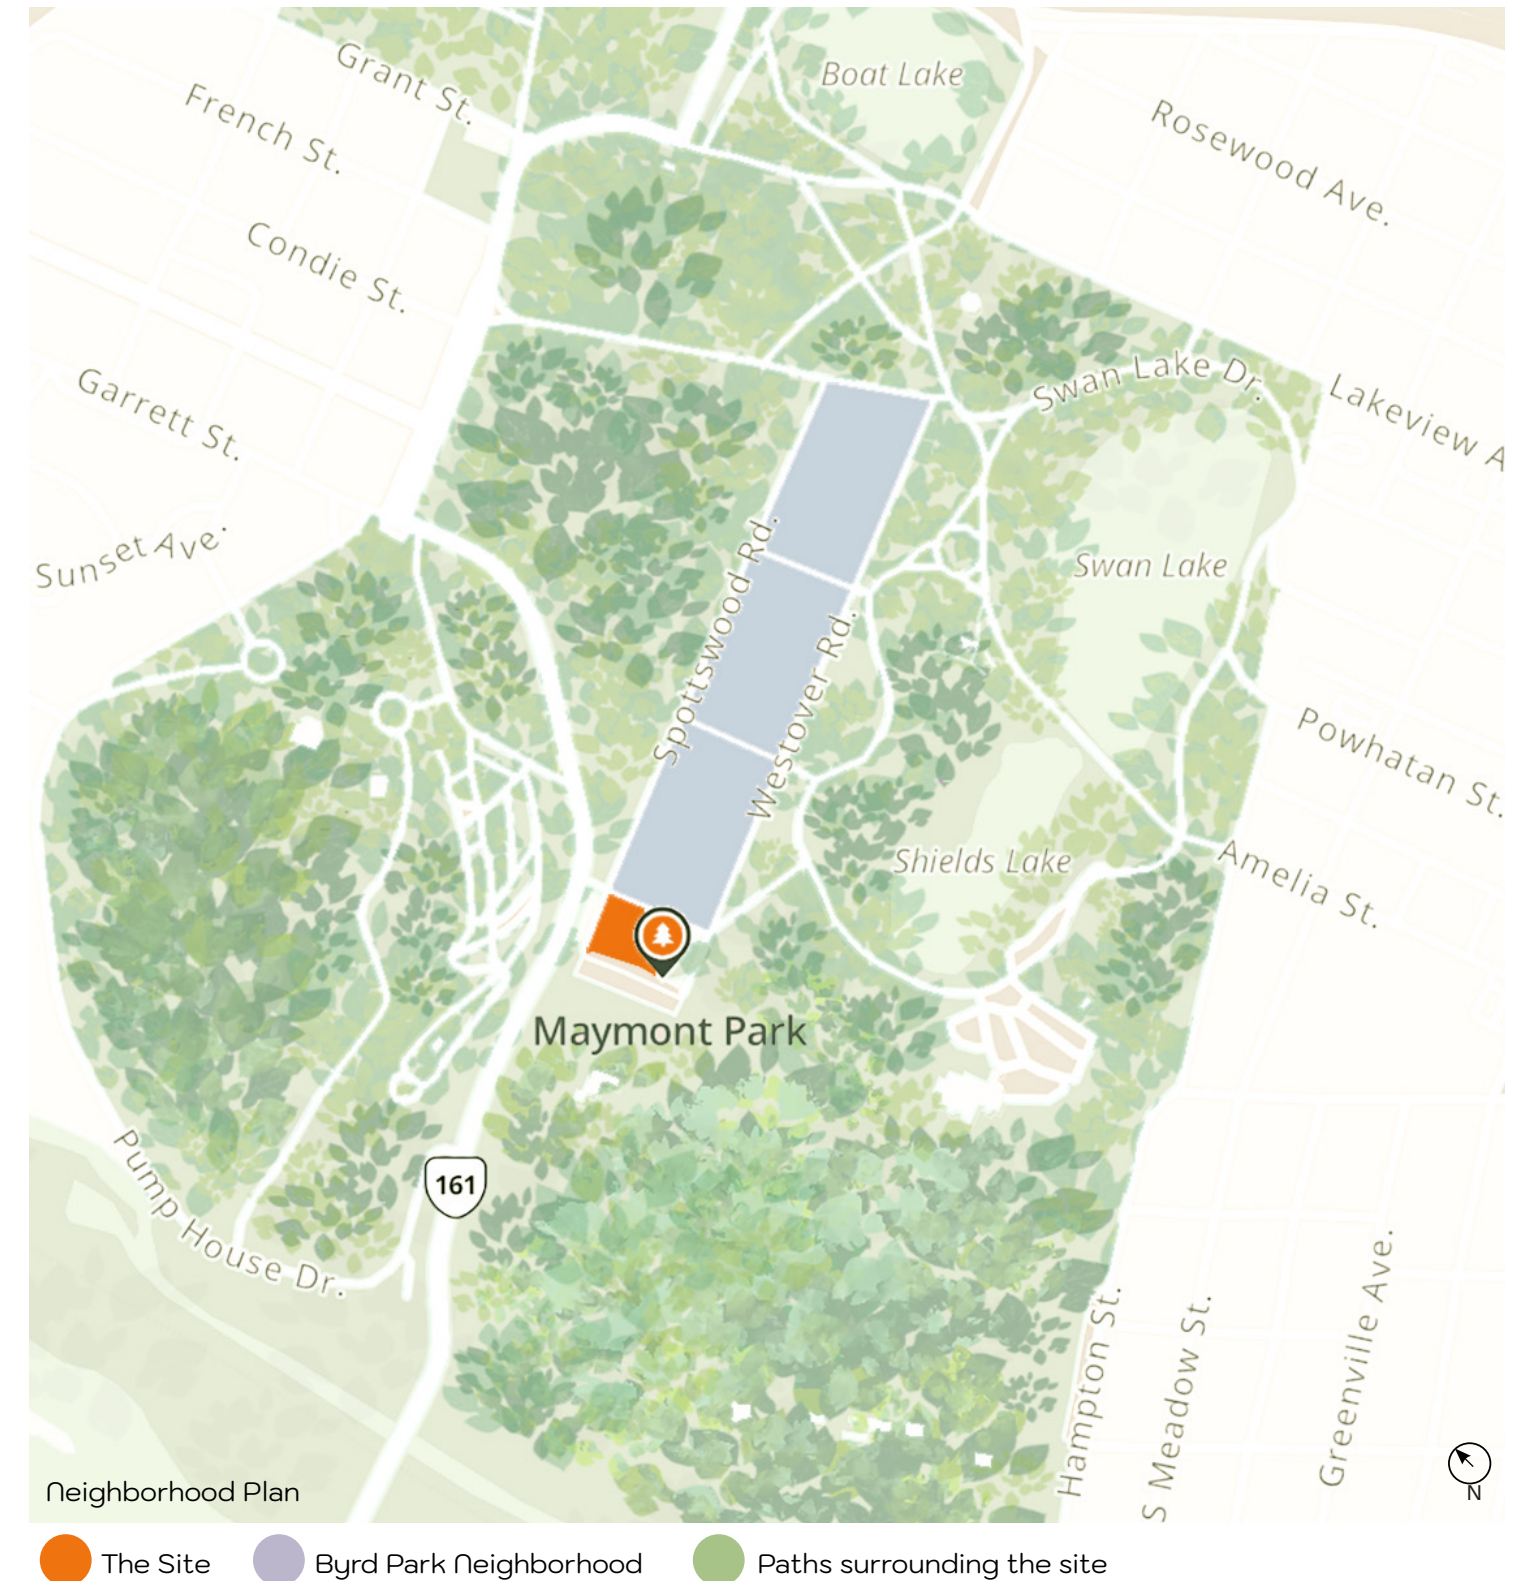 Boat Lake
Grant St.
French St.
Rosewood Ave.
Condie St.
Swan Lake Dr.
Lakeview A
Garrett St.
Spottswood Rd.
Sunset Ave.
Swan Lake
Westover Rd.
Powhatan St.
Shields Lake
Amelia St.
Maymont Park
Pump House Dr.
161
Hampton St.
S Meadow St.
Greenville Ave.
Neighborhood Plan
N
The Site
Byrd Park Neighborhood
Paths surrounding the site